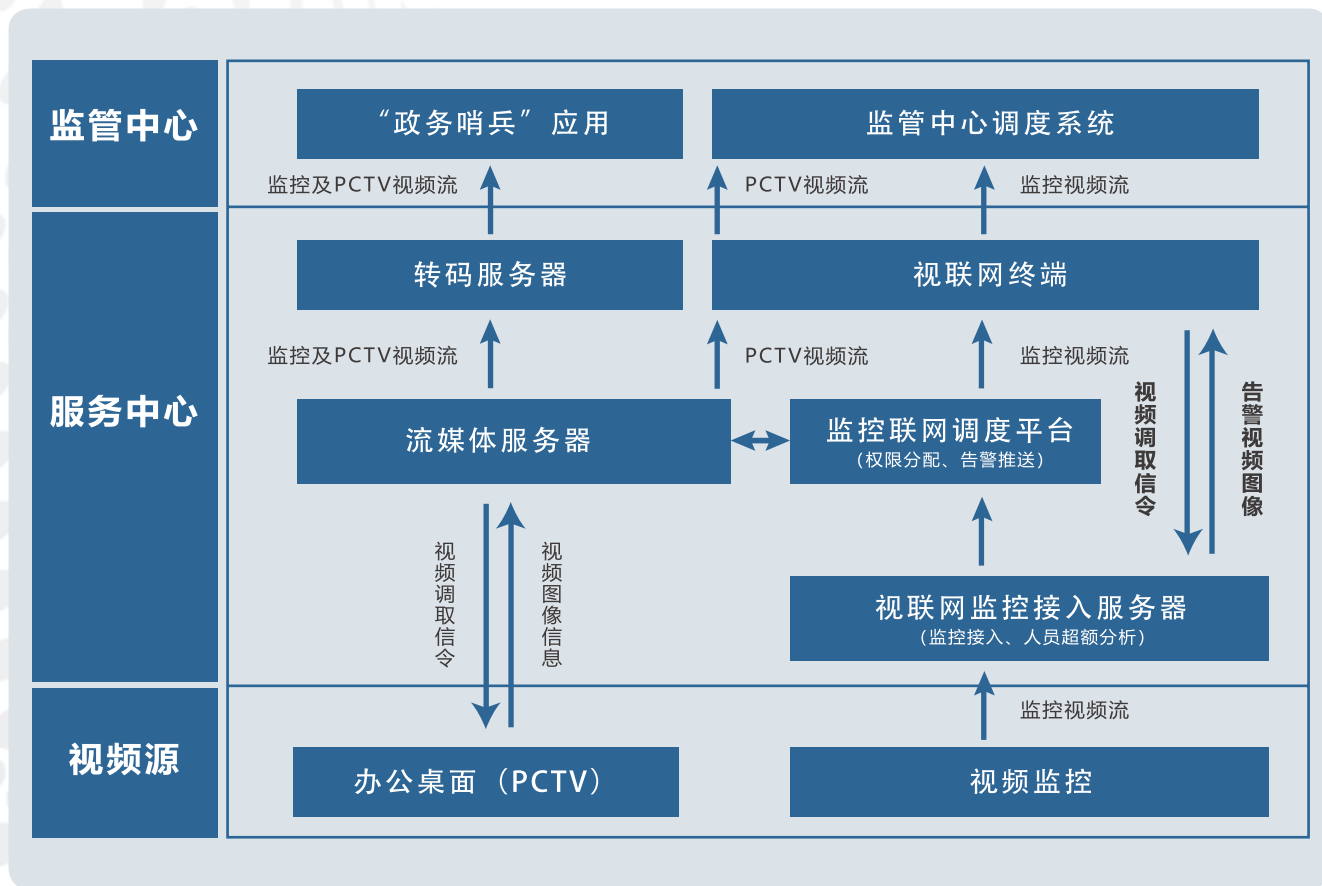 监管中心
“政务哨兵”应用
监管中心调度系统
监控及PCTV视频流
PCTV视频流
监控视频流
服务中心
转码服务器
视联网终端
监控及PCTV视频流
PCTV视频流
监控视频流
流媒体服务器
监控联网调度平台
(权限分配、告警推送)
视频调取信令
告警视频图像
视频调取信令
视频图像信息
视联网监控接入服务器
(监控接入、人员超额分析)
监控视频流
视频源
办公桌面（PCTV）
视频监控